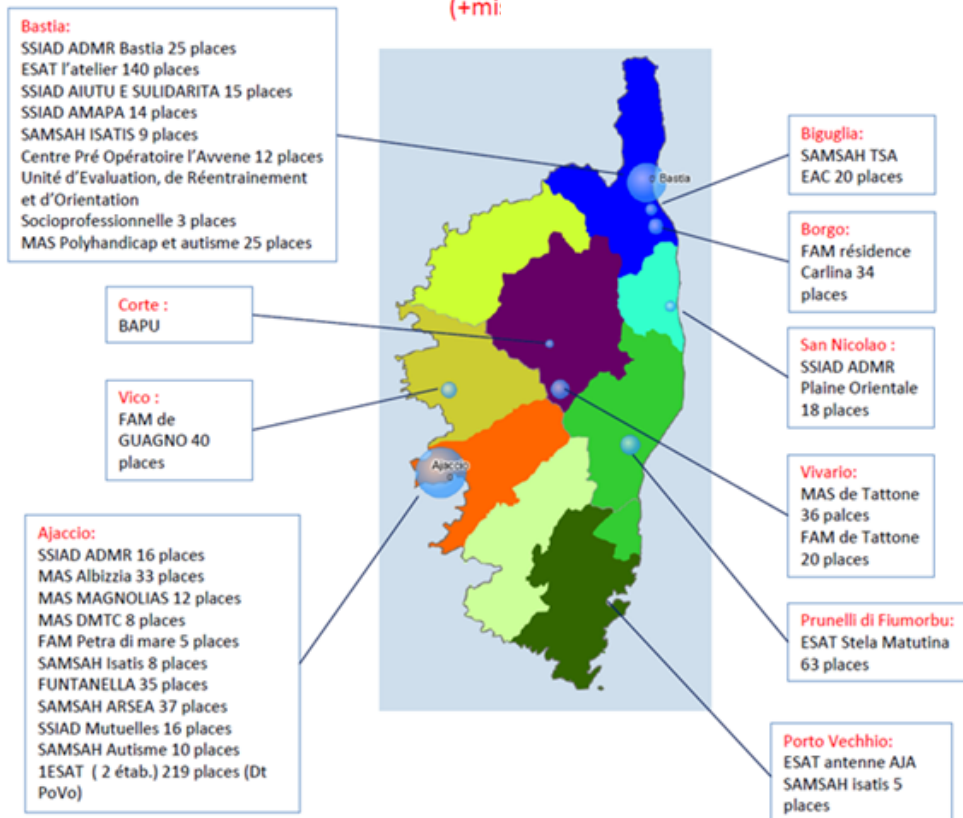 (+mi
Bastia:
SSIAD ADMR Bastia 25 places
ESAT l'atelier 140 places
SSIAD AIUTU E SULIDARITA 15 places
SSIAD AMAPA 14 places
SAMSAH ISATIS 9 places
Centre Pré Opératoire l'Avvene 12 places
Unité d'Evaluation, de Réentrainement
et d'Orientation
Socioprofessionnelle 3 places
MAS Polyhandicap et autisme 25 places
Corte :
BAPU
Vico :
FAM de
GUAGNO 40
places
Ajaccio:
SSIAD ADMR 16 places
MAS Albizzia 33 places
MAS MAGNOLIAS 12 places
MAS DMTC 8 places
FAM Petra di mare 5 places
SAMSAH Isatis 8 places
FUNTANELLA 35 places
SAMSAH ARSEA 37 places
SSIAD Mutuelles 16 places
SAMSAH Autisme 10 places
1ESAT ( 2 étab.) 219 places (Dt
PoVo)
Bastia
Ajaccio
Biguglia:
SAMSAH TSA
EAC 20 places
Borgo:
FAM résidence
Carlina 34
places
San Nicolao :
SSIAD ADMR
Plaine Orientale
18 places
Vivario:
MAS de Tattone
36 palces
FAM de Tattone
20 places
Prunelli di Fiumorbu:
ESAT Stela Matutina
63 places
Porto Vechhio:
ESAT antenne AJA
SAMSAH isatis 5
places